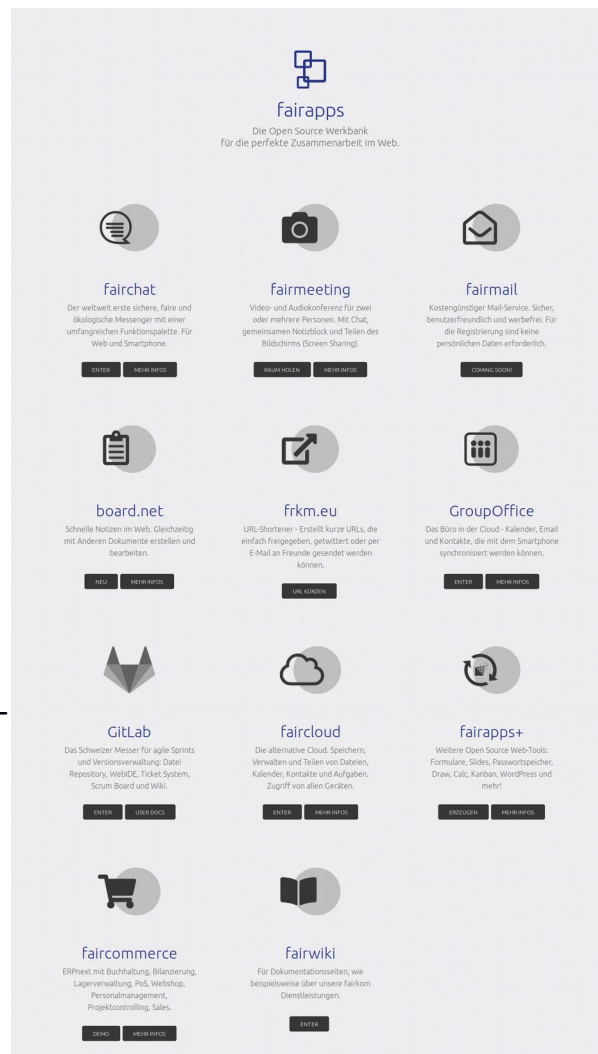 fairapps
Die Open Source Werkbank
für die perfekte Zusammenarbeit im Web.
fairchat
Der weltweit erste sichere, faire und
ökologische Messenger mit einer
umfangreichen Funktionspalette. Für
Web und Smartphone.
ENTER
MEHR INFOS
fairmeeting
Video- und Audiokonferenz für zwei
oder mehrere Personen. Mit Chat,
gemeinsamen Notizblock und Teilen des
Bildschirms (Screen Sharing).
RAUM HOLEN
MEHR INFOS
fairmail
Kostengünstiger Mail-Service. Sicher,
benutzerfreundlich und werbefrei. Für
die Registrierung sind keine
persönlichen Daten erforderlich.
COMING SOON!
board.net
Schnelle Notizen im Web. Gleichzeitig
mit Anderen Dokumente erstellen und
bearbeiten.
NEU
MEHR INFOS
frkm.eu
URL-Shortener - Erstellt kurze URLs, die
einfach freigegeben, getwittert oder per
E-Mail an Freunde gesendet werden
können.
URL KÜRZEN
GroupOffice
Das Büro in der Cloud - Kalender, Email
und Kontakte, die mit dem Smartphone
synchronisiert werden können.
ENTER
MEHR INFOS
GitLab
Das Schweizer Messer für agile Sprints
und Versionsverwaltung: Datei
Repository, WebIDE, Ticket System,
Scrum Board und Wiki.
ENTER
USER DOCS
faircloud
Die alternative Cloud. Speichern,
Verwalten und Teilen von Dateien,
Kalender, Kontakte und Aufgaben.
Zugriff von allen Geräten.
ENTER
MEHR INFOS
fairapps+
Weitere Open Source Web-Tools:
Formulare, Slides, Passwortspeicher,
Draw, Calc, Kanban, WordPress und
mehr!
ERZEUGEN
MEHR INFOS
faircommerce
ERPnext mit Buchhaltung, Bilanzierung,
Lagerverwaltung, PoS, Webshop,
Personalmanagement,
Projektcontrolling, Sales.
DEMO
MEHR INFOS
fairwiki
Für Dokumentationsseiten, wie
beispielsweise über unsere fairkom
Dienstleistungen.
ENTER